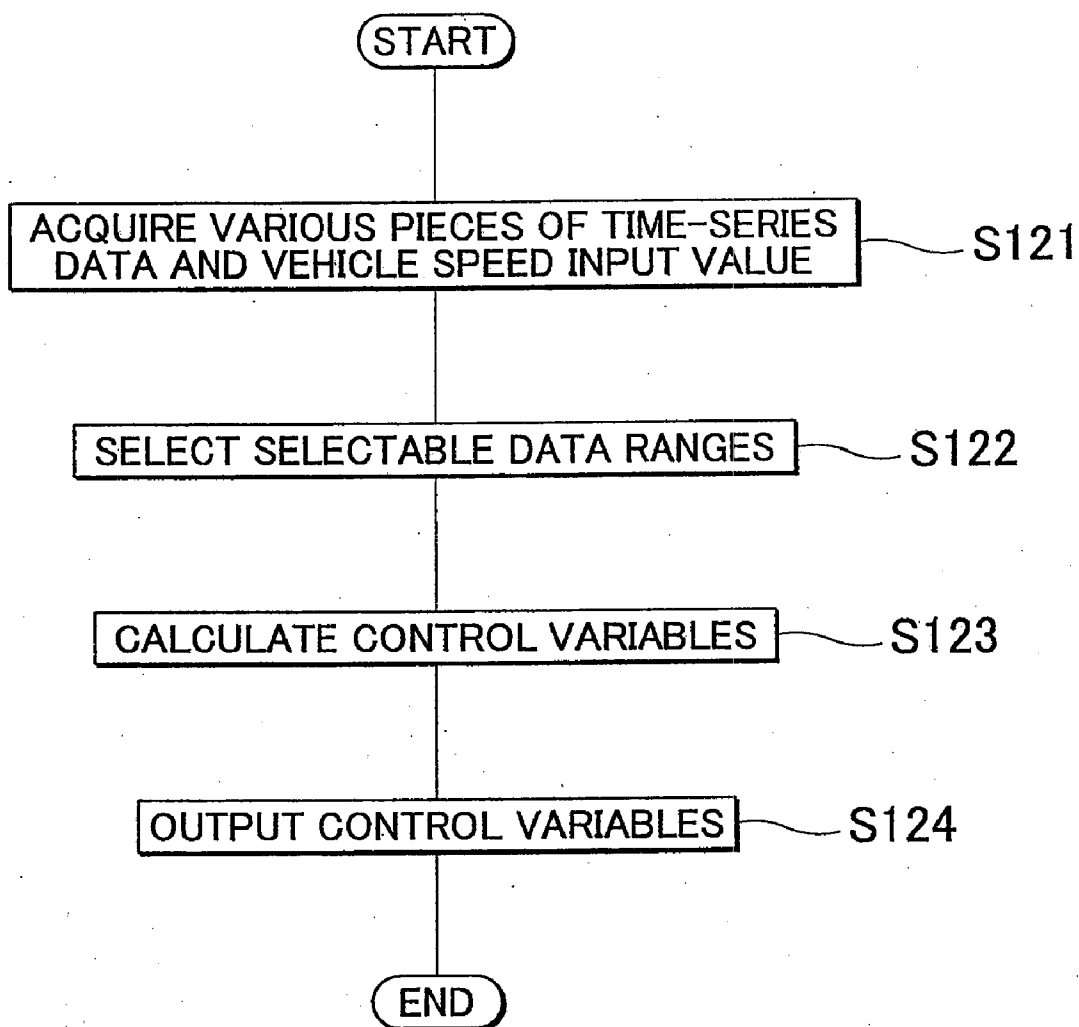 START
ACQUIRE VARIOUS PIECES OF TIME-SERIES
DATA AND VEHICLE SPEED INPUT VALUE
S121
SELECT SELECTABLE DATA RANGES
S122
CALCULATE CONTROL VARIABLES
S123
OUTPUT CONTROL VARIABLES
S124
END